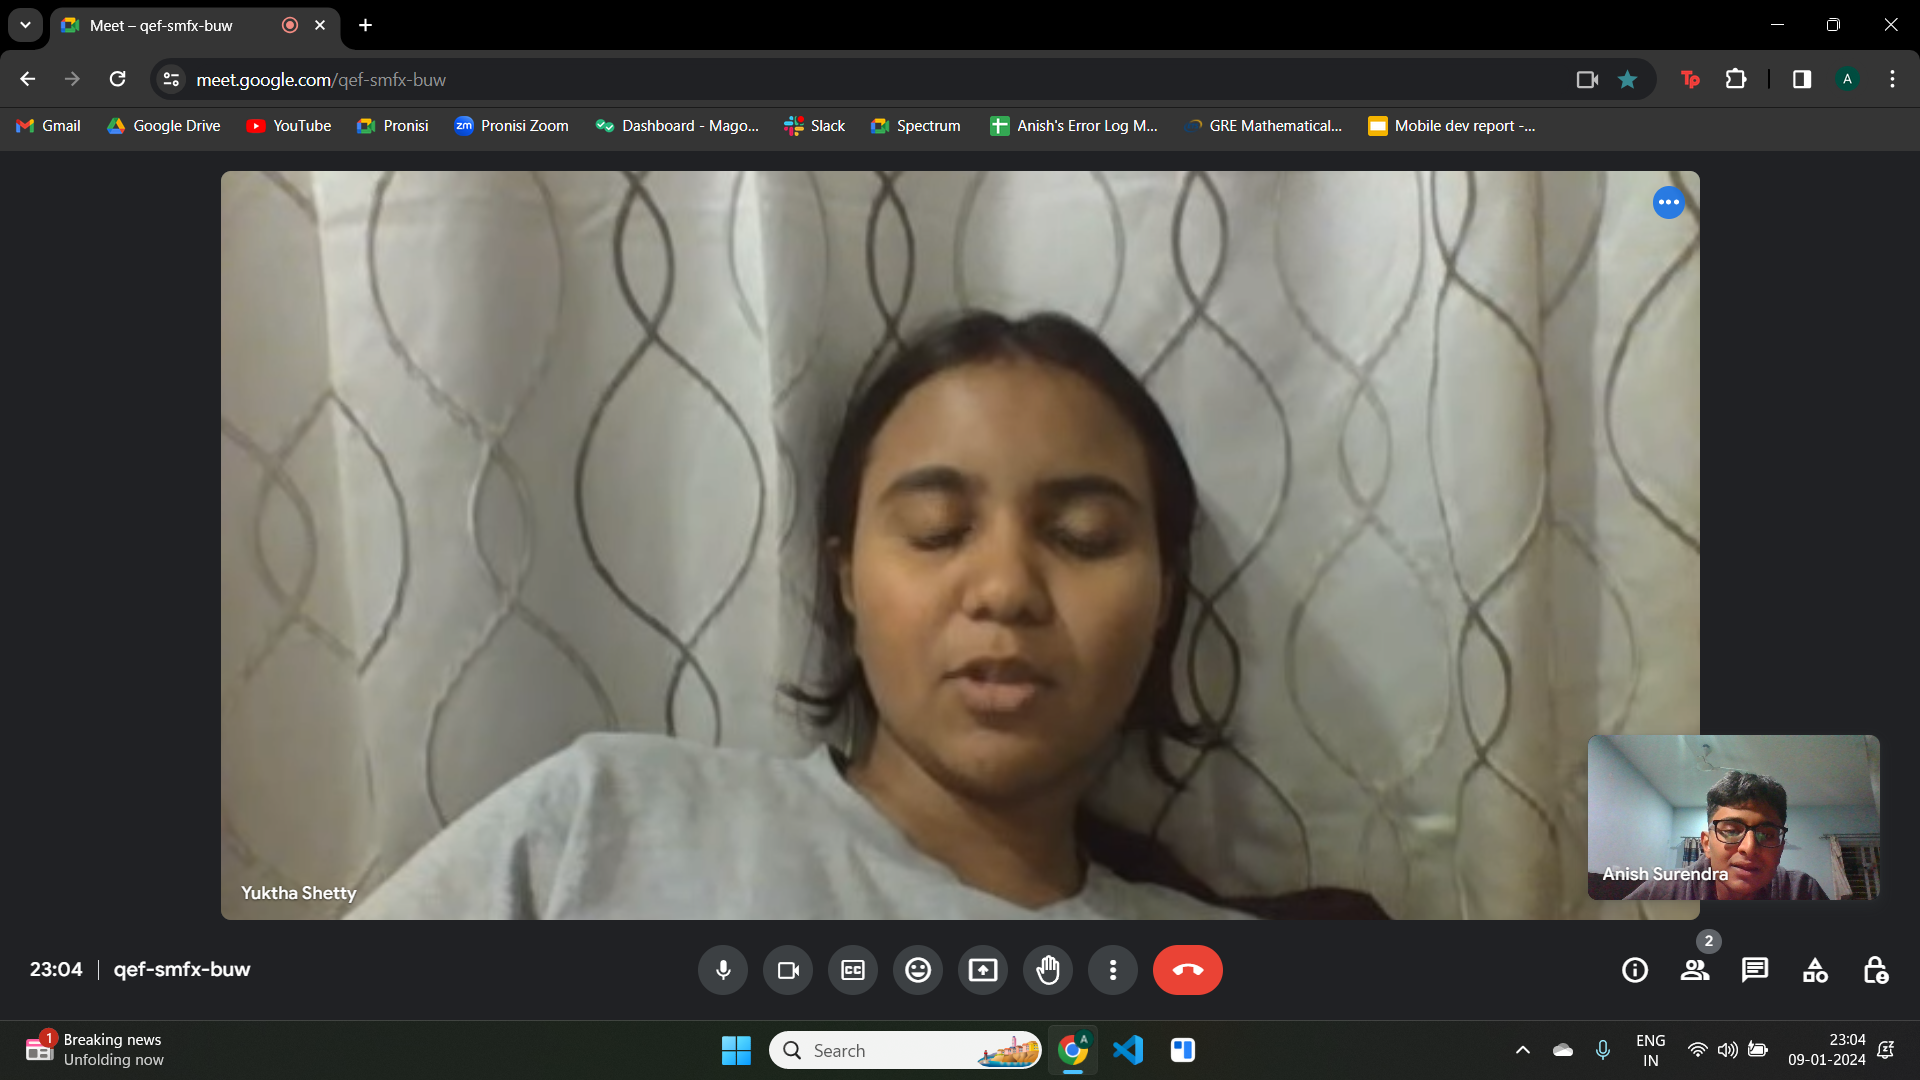 Meet – qef-smfx-buw
meet.google.com/qef-smfx-buw
Tp
A
Gmail
Google Drive
YouTube
Pronisi
zm
Pronisi Zoom
Dashboard - Mago...
Slack
Spectrum
Anish's Error Log M...
GRE Mathematical...
Mobile dev report -...
Yuktha Shetty
Anish Surendra
23:04
qef-smfx-buw
CC
2
1
Breaking news
Unfolding now
Search
A
ENG
IN
23:04
09-01-2024